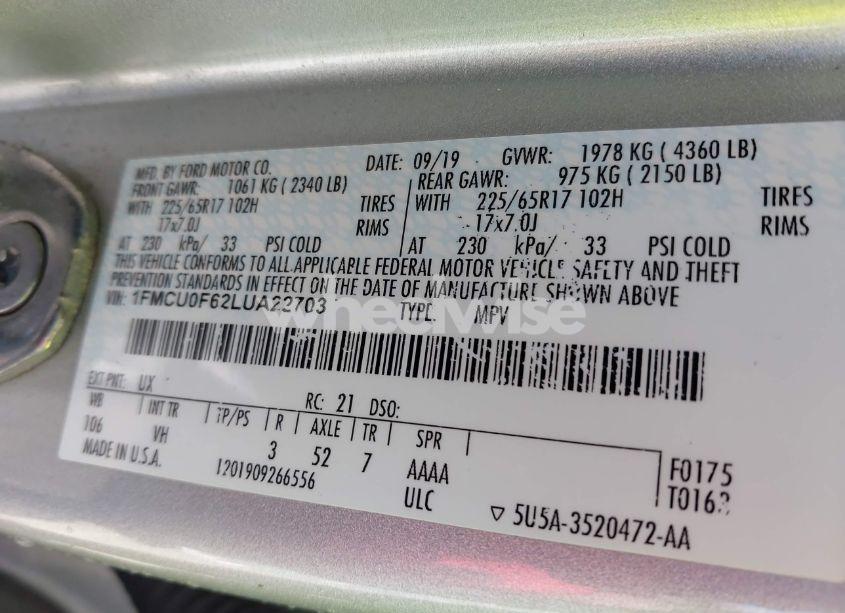 MFD. BY FORD MOTOR CO. DATE: 09/19 GVWR: 1978 KG ( 4360 LB)
FRONT GAWR: 1061 KG ( 2340 LB) REAR GAWR: 975 KG ( 2150 LB)
WITH 225/65R17 102H TIRES WITH 225/65R17 102H TIRES
17x7.0J RIMS 17x7.0J RIMS
AT 230 kPa/ 33 PSI COLD AT 230 kPa/ 33 PSI COLD
THIS VEHICLE CONFORMS TO ALL APPLICABLE FEDERAL MOTOR VEHICLE SAFETY AND THEFT
PREVENTION STANDARDS IN EFFECT ON THE DATE OF MANUFACTURE SHOWN ABOVE
VIN: 1FMCU0F62LUA22703 TYPE: MPV
wheelwise
EXT PNT: UX RC: 21 DSO:
WB INT TR TP/PS R AXLE TR SPR
106 VH 3 52 7 AAAA F0175
MADE IN U.S.A. 1201909266556 ULC T0163
▽ 5U5A-3520472-AA